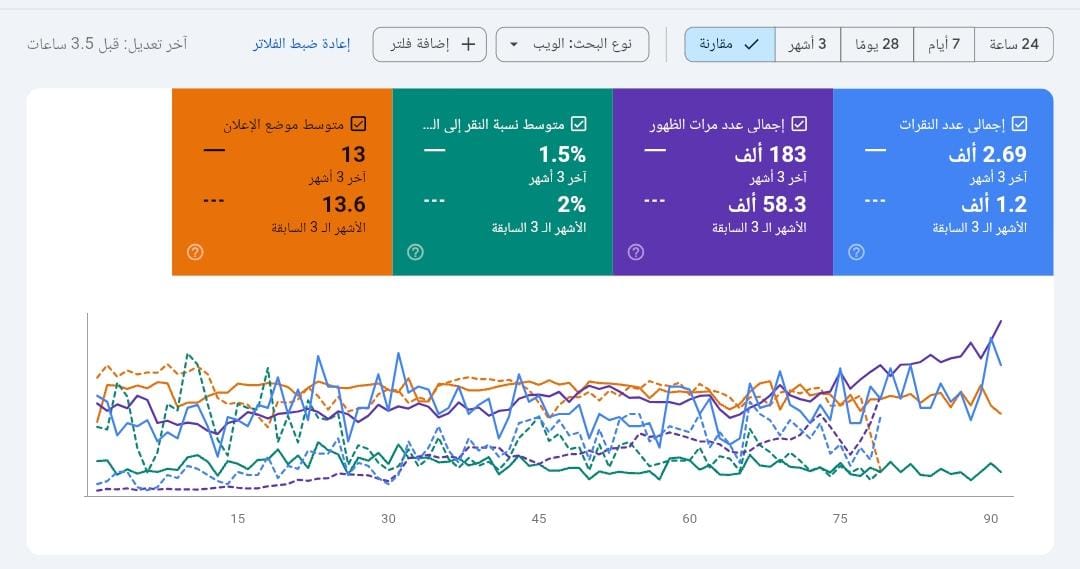 24 ساعة
7 أيام
28 يومًا
3 أشهر
مقارنة
نوع البحث: الويب
إضافة فلتر
إعادة ضبط الفلاتر
آخر تعديل: قبل 3.5 ساعات
إجمالي عدد النقرات
2.69 ألف
آخر 3 أشهر
1.2 ألف
الأشهر الـ 3 السابقة
إجمالي عدد مرات الظهور
183 ألف
آخر 3 أشهر
58.3 ألف
الأشهر الـ 3 السابقة
متوسط نسبة النقر إلى الـ...
1.5%
آخر 3 أشهر
2%
الأشهر الـ 3 السابقة
متوسط موضع الإعلان
13
آخر 3 أشهر
13.6
الأشهر الـ 3 السابقة
15 30 45 60 75 90